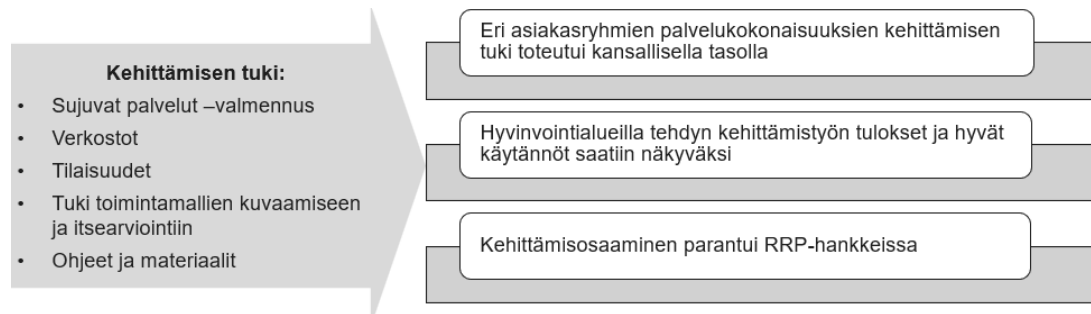 Kehittämisen tuki:
• Sujuvat palvelut –valmennus
• Verkostot
• Tilaisuudet
• Tuki toimintamallien kuvaamiseen
ja itsearviointiin
• Ohjeet ja materiaalit
Eri asiakasryhmien palvelukokonaisuuksien kehittämisen
tuki toteutui kansallisella tasolla
Hyvinvointialueilla tehdyn kehittämistyön tulokset ja hyvät
käytännöt saatiin näkyväksi
Kehittämisosaaminen parantui RRP-hankkeissa